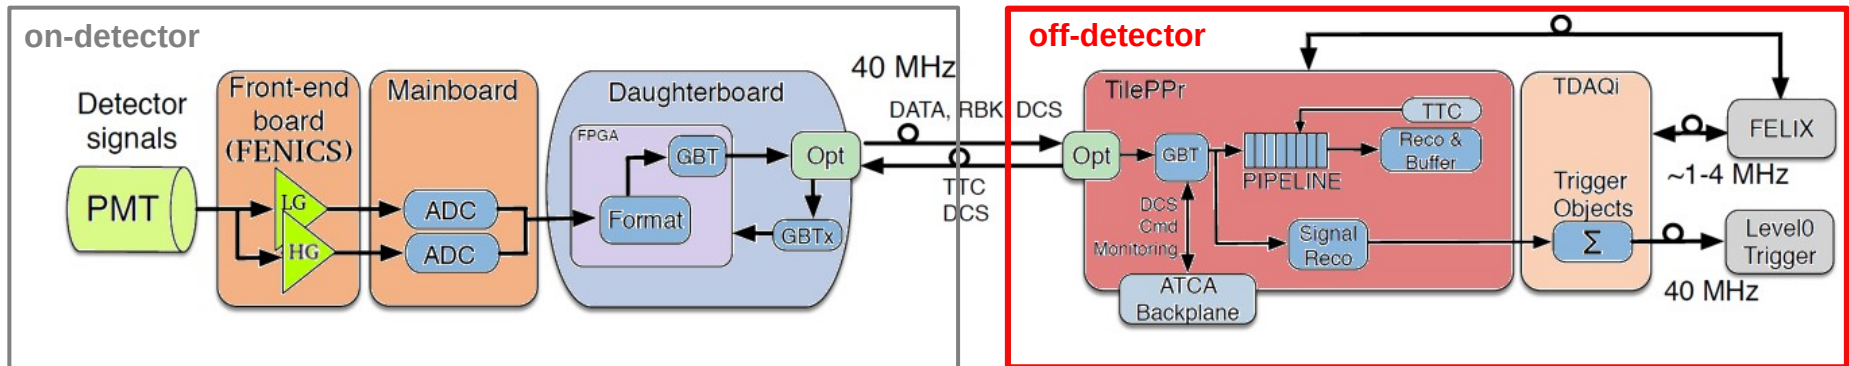 on-detector
Detector
signals
PMT
Front-end
board
(FENICS)
LG
HG
Mainboard
ADC
ADC
Daughterboard
FPGA
GBT
Format
Opt
GBTx
40 MHz
DATA, RBK, DCS
TTC
DCS
off-detector
TilePPr
Opt
GBT
PIPELINE
TTC
Reco &
Buffer
DCS
Cmd
Monitoring
Signal
Reco
ATCA
Backplane
TDAQi
Trigger
Objects
Σ
FELIX
~1-4 MHz
Level0
Trigger
40 MHz